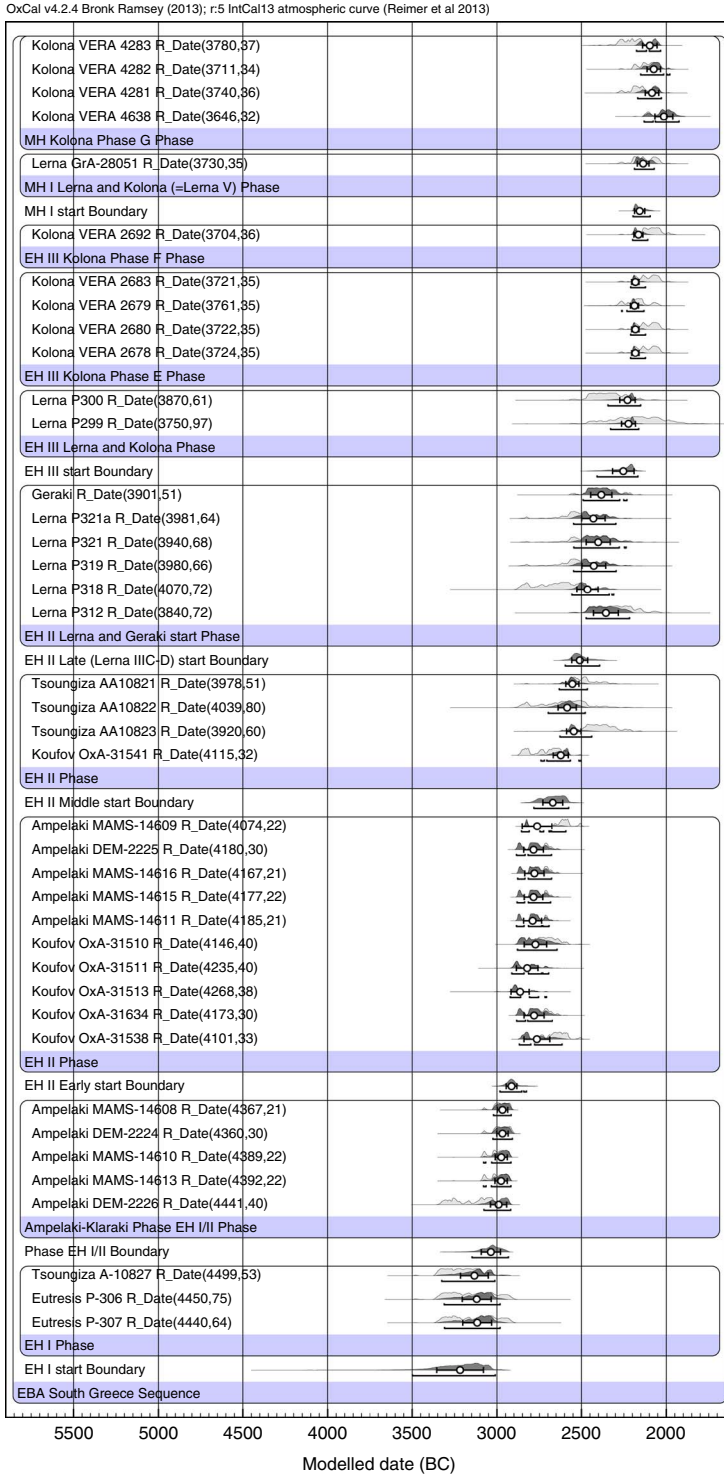 OxCal v4.2.4 Bronk Ramsey (2013); r:5 IntCal13 atmospheric curve (Reimer et al 2013)
Kolona VERA 4283 R_Date(3780,37)
Kolona VERA 4282 R_Date(3711,34)
Kolona VERA 4281 R_Date(3740,36)
Kolona VERA 4638 R_Date(3646,32)
MH Kolona Phase G Phase
Lerna GrA-28051 R_Date(3730,35)
MH I Lerna and Kolona (=Lerna V) Phase
MH I start Boundary
Kolona VERA 2692 R_Date(3704,36)
EH III Kolona Phase F Phase
Kolona VERA 2683 R_Date(3721,35)
Kolona VERA 2679 R_Date(3761,35)
Kolona VERA 2680 R_Date(3722,35)
Kolona VERA 2678 R_Date(3724,35)
EH III Kolona Phase E Phase
Lerna P300 R_Date(3870,61)
Lerna P299 R_Date(3750,97)
EH III Lerna and Kolona Phase
EH III start Boundary
Geraki R_Date(3901,51)
Lerna P321a R_Date(3981,64)
Lerna P321 R_Date(3940,68)
Lerna P319 R_Date(3980,66)
Lerna P318 R_Date(4070,72)
Lerna P312 R_Date(3840,72)
EH II Lerna and Geraki start Phase
EH II Late (Lerna IIIC-D) start Boundary
Tsoungiza AA10821 R_Date(3978,51)
Tsoungiza AA10822 R_Date(4039,80)
Tsoungiza AA10823 R_Date(3920,60)
Koufov OxA-31541 R_Date(4115,32)
EH II Phase
EH II Middle start Boundary
Ampelaki MAMS-14609 R_Date(4074,22)
Ampelaki DEM-2225 R_Date(4180,30)
Ampelaki MAMS-14616 R_Date(4167,21)
Ampelaki MAMS-14615 R_Date(4177,22)
Ampelaki MAMS-14611 R_Date(4185,21)
Koufov OxA-31510 R_Date(4146,40)
Koufov OxA-31511 R_Date(4235,40)
Koufov OxA-31513 R_Date(4268,38)
Koufov OxA-31634 R_Date(4173,30)
Koufov OxA-31538 R_Date(4101,33)
EH II Phase
EH II Early start Boundary
Ampelaki MAMS-14608 R_Date(4367,21)
Ampelaki DEM-2224 R_Date(4360,30)
Ampelaki MAMS-14610 R_Date(4389,22)
Ampelaki MAMS-14613 R_Date(4392,22)
Ampelaki DEM-2226 R_Date(4441,40)
Ampelaki-Klaraki Phase EH I/II Phase
Phase EH I/II Boundary
Tsoungiza A-10827 R_Date(4499,53)
Eutresis P-306 R_Date(4450,75)
Eutresis P-307 R_Date(4440,64)
EH I Phase
EH I start Boundary
EBA South Greece Sequence
5500 5000 4500 4000 3500 3000 2500 2000
Modelled date (BC)